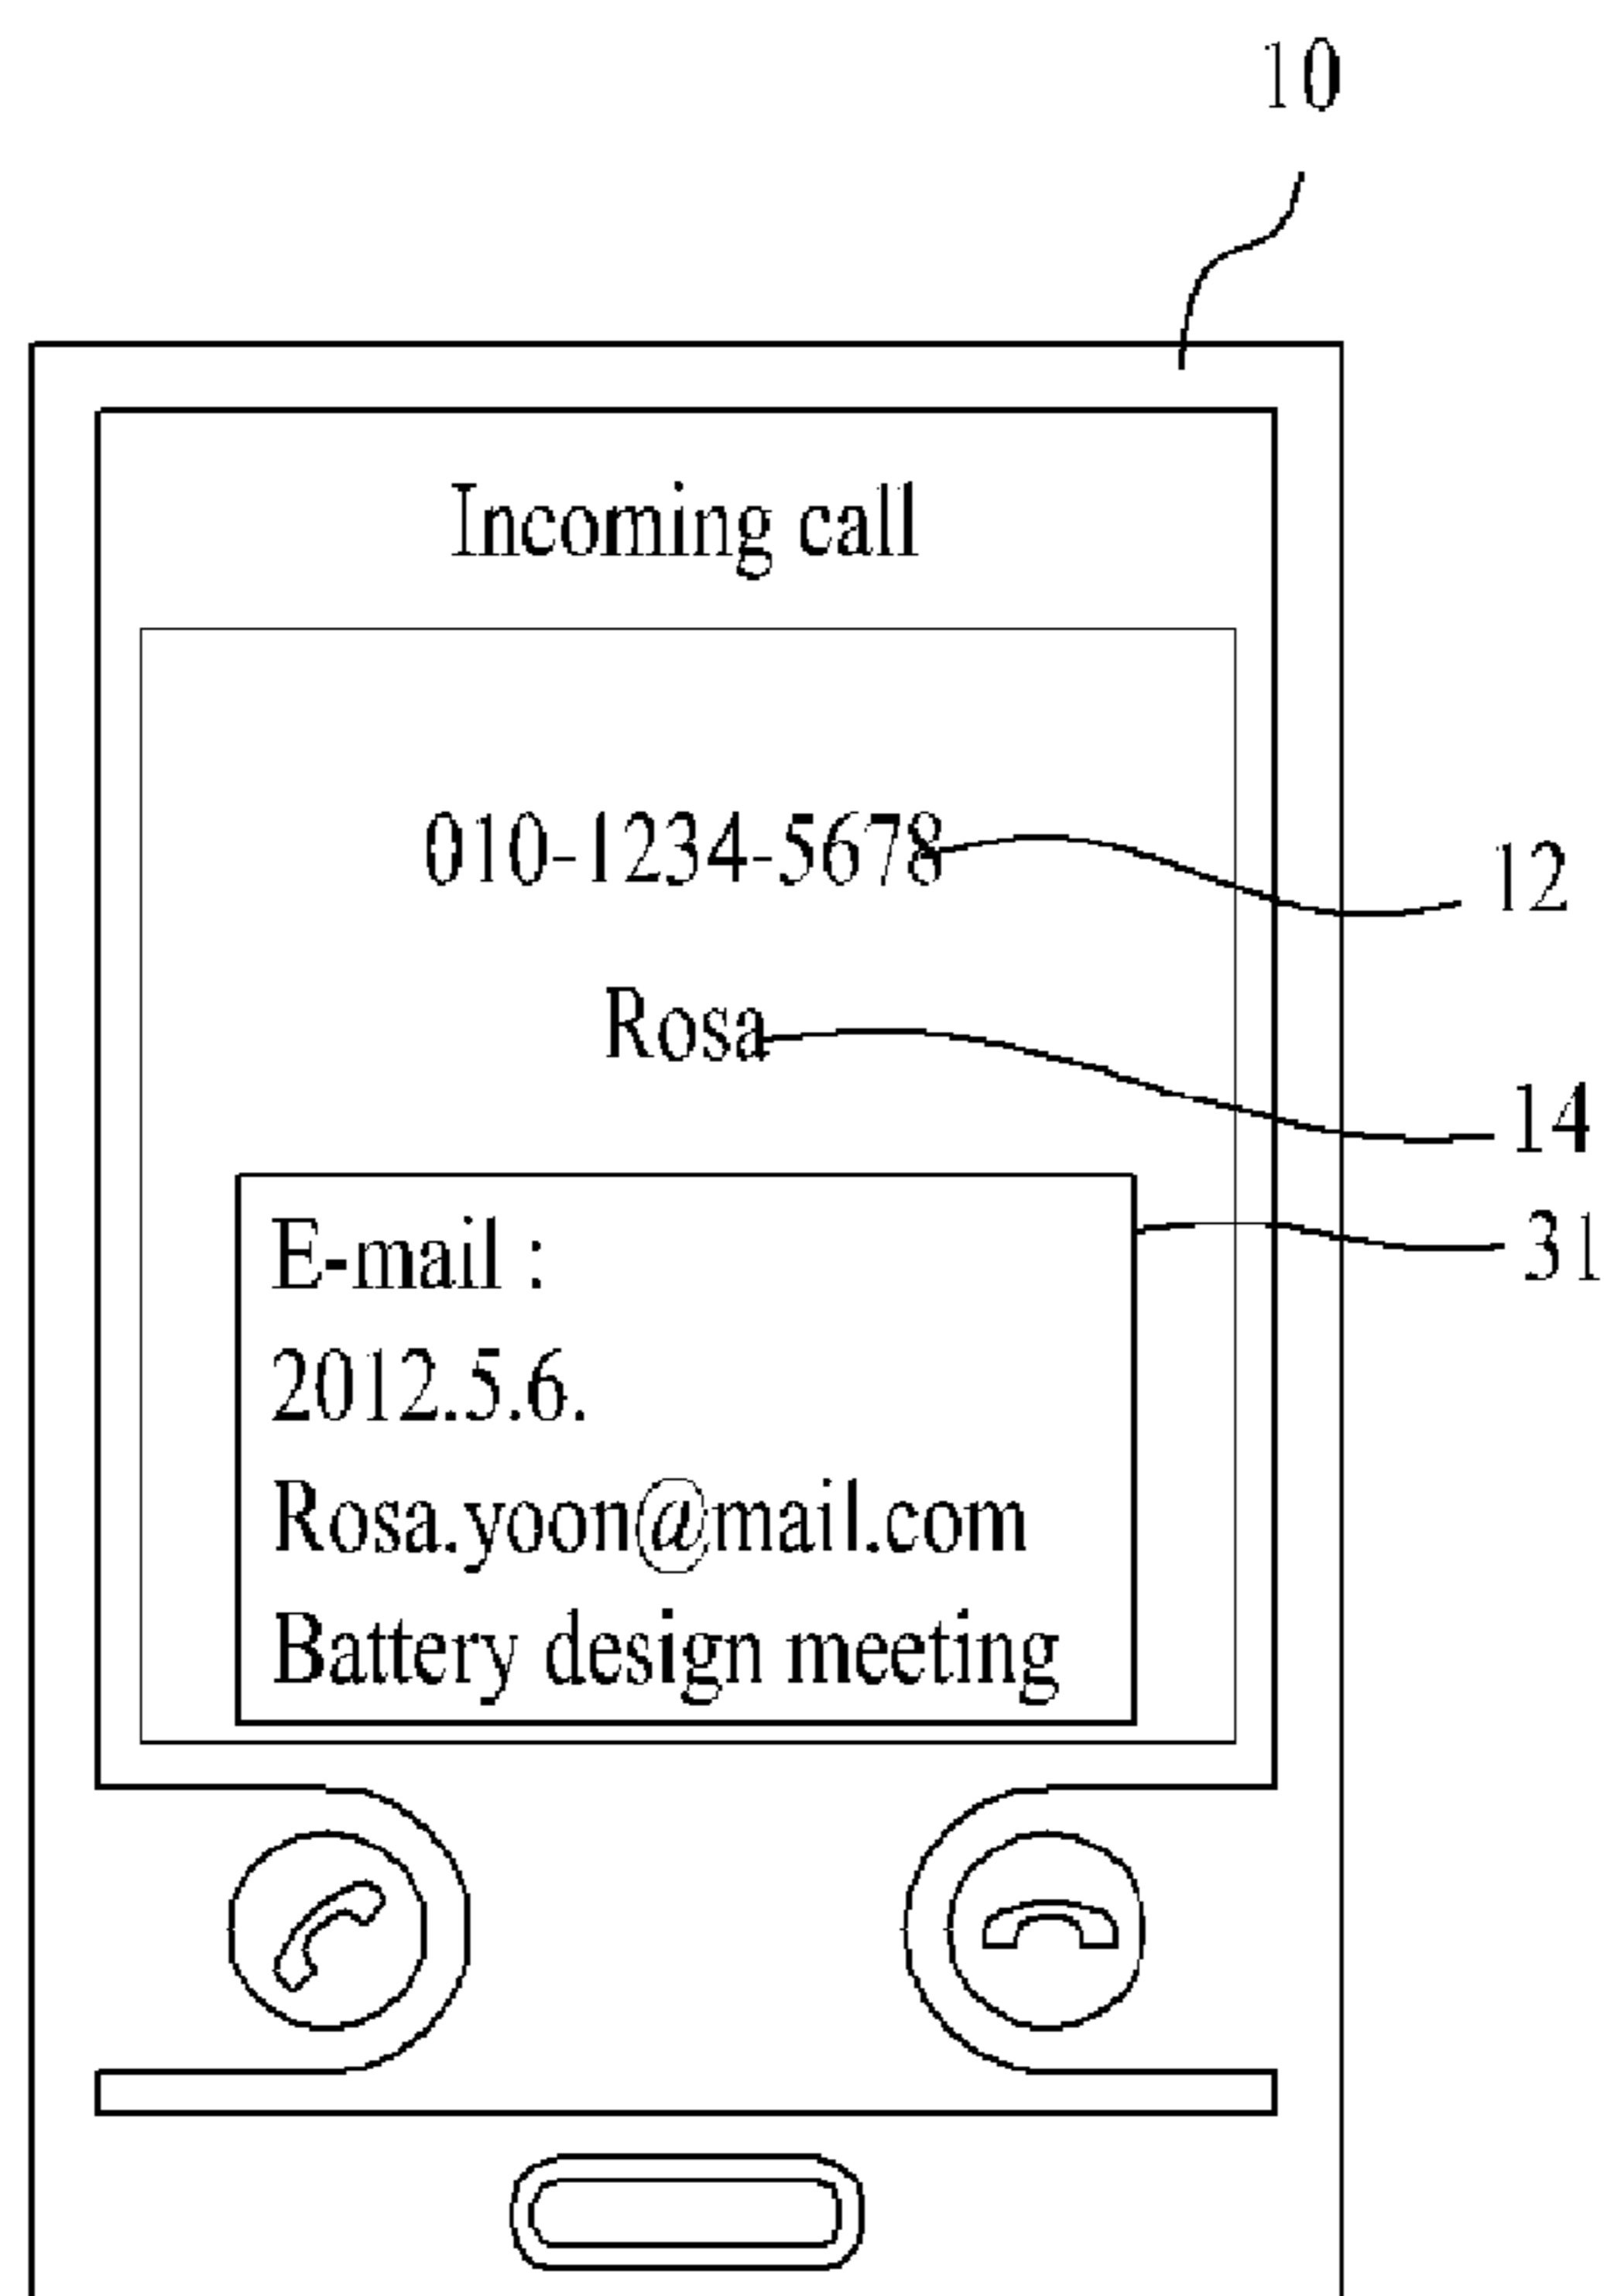 10
Incoming call
010-1234-5678
12
Rosa
14
31
E-mail :
2012.5.6.
Rosa.yoon@mail.com
Battery design meeting